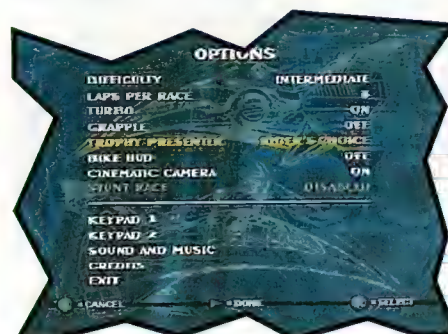 OPTIONS
DIFFICULTY INTERMEDIATE
LAPS PER RACE
TURBO ON
GRAPPLE OFF
TROPHY PRESENTER RIDER'S CHOICE
BIKE HUD OFF
CINEMATIC CAMERA ON
STUNT RACE DISABLED
KEYPAD 1
KEYPAD 2
SOUND AND MUSIC
CREDITS
EXIT
=CANCEL =DONE =SELECT